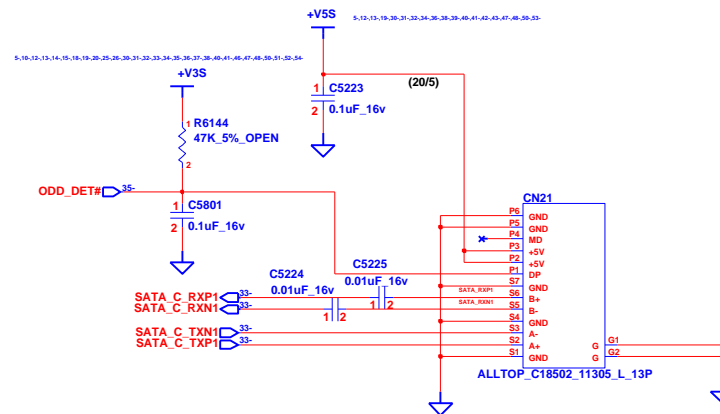 +V5S
5-,12-,13-,19-,30-,31-,32-,34-,36-,38-,39-,40-,41-,42-,43-,47-,48-,50-,53-
5-,10-,12-,13-,14-,15-,18-,19-,20-,25-,26-,30-,31-,32-,33-,34-,35-,36-,37-,38-,40-,41-,46-,47-,48-,50-,51-,52-,54-
+V3S
(20/5)
1 C5223
2 0.1uF_16v
1 R6144
47K_5%_OPEN
2
ODD_DET# 35-
1 C5801
2 0.1uF_16v
CN21
P6 GND
P5 GND
P4 MD
P3 +5V
P2 +5V
P1 DP
S7 GND
S6 B+
S5 B-
S4 GND
S3 A-
S2 A+
S1 GND
G G1
G G2
ALLTOP_C18502_11305_L_13P
C5224 C5225
0.01uF_16v 0.01uF_16v
1 2 1 2
SATA_RXP1
SATA_RXN1
SATA_C_RXP1 33-
SATA_C_RXN1 33-
SATA_C_TXN1 33-
SATA_C_TXP1 33-